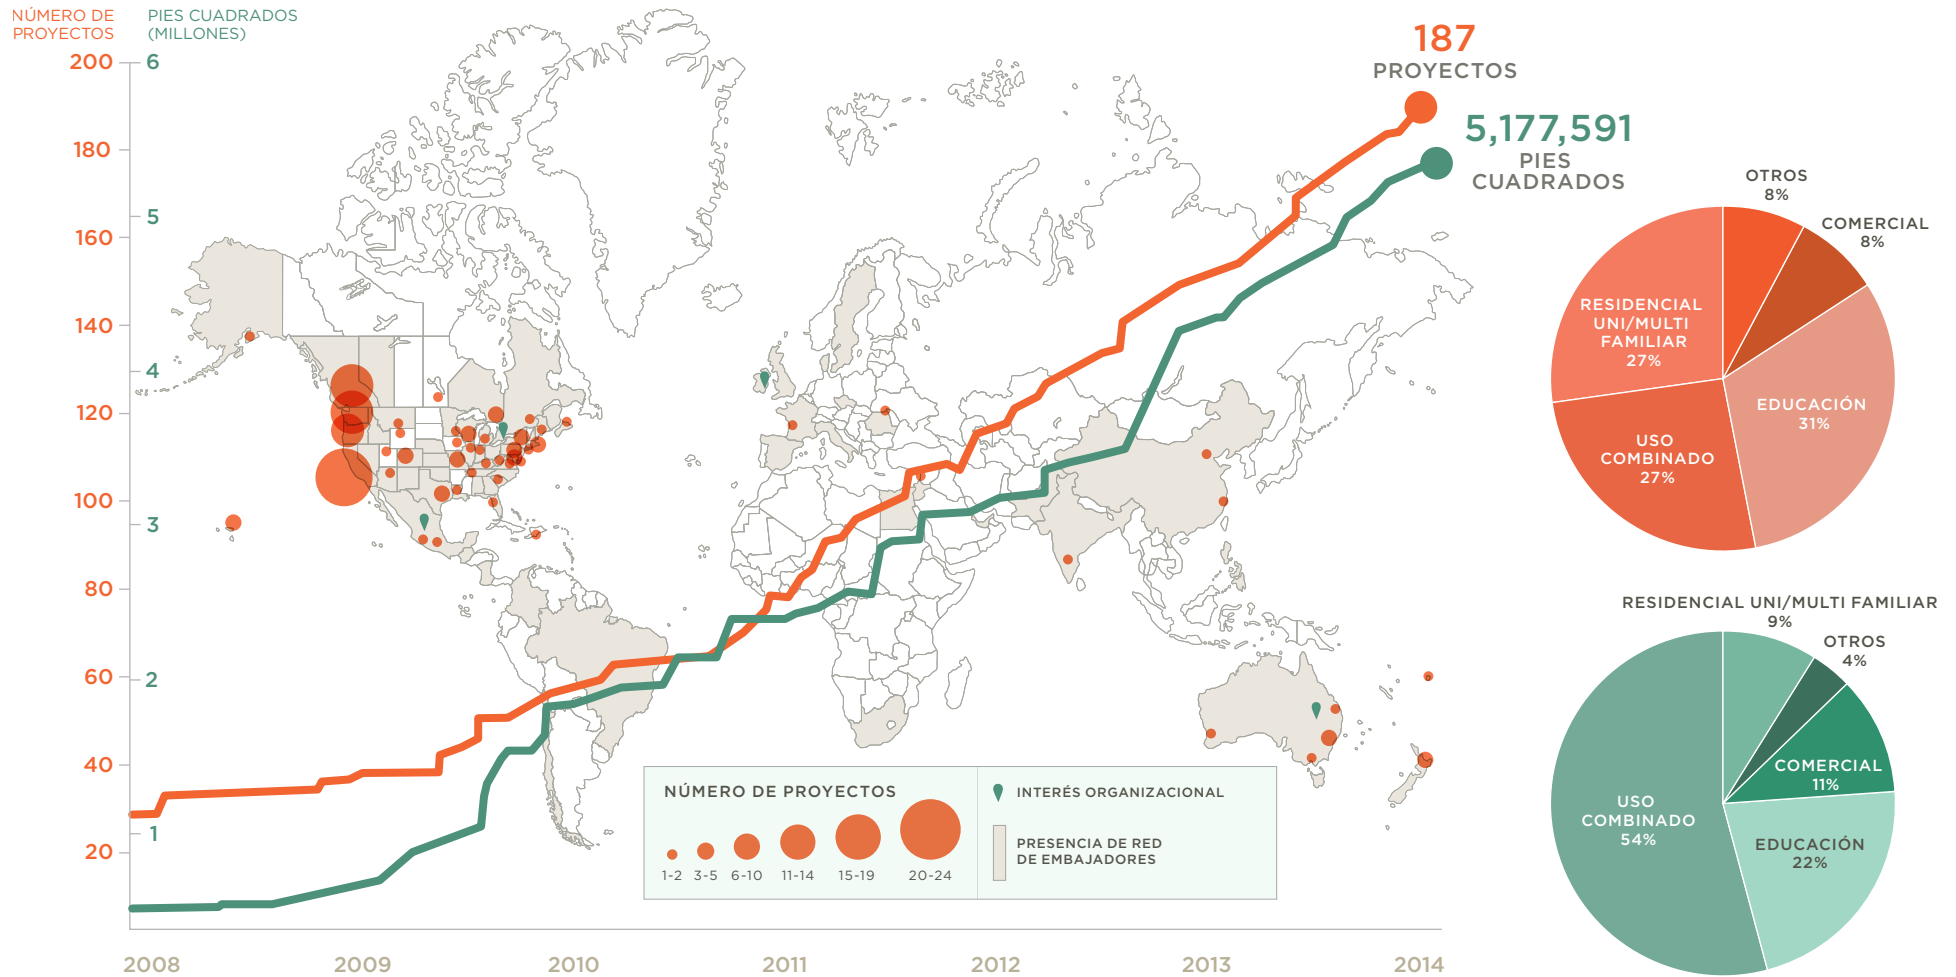 NÚMERO DE
PROYECTOS
PIES CUADRADOS
(MILLONES)
200
180
160
140
120
100
80
60
40
20
6
5
4
3
2
1
187
PROYECTOS
5,177,591
PIES
CUADRADOS
OTROS
8%
COMERCIAL
8%
RESIDENCIAL
UNI/MULTI
FAMILIAR
27%
EDUCACIÓN
31%
USO
COMBINADO
27%
RESIDENCIAL UNI/MULTI FAMILIAR
9%
OTROS
4%
COMERCIAL
11%
USO
COMBINADO
54%
EDUCACIÓN
22%
NÚMERO DE PROYECTOS
1-2 3-5 6-10 11-14 15-19 20-24
INTERÉS ORGANIZACIONAL
PRESENCIA DE RED
DE EMBAJADORES
2008 2009 2010 2011 2012 2013 2014